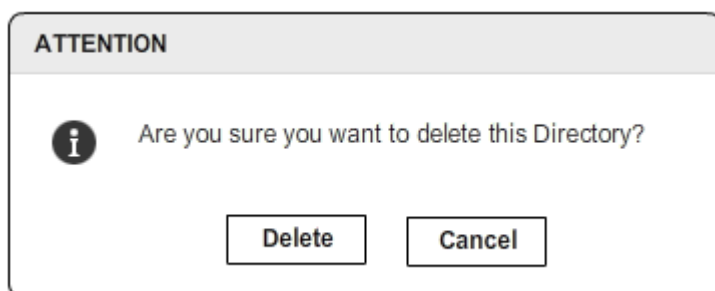 ATTENTION
Are you sure you want to delete this Directory?
Delete Cancel